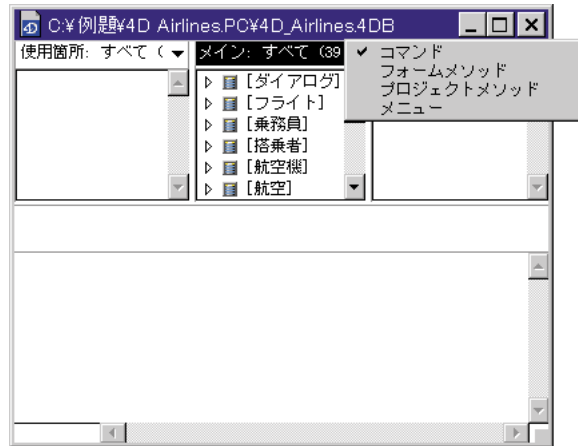 C:¥例題¥4D Airlines.PC¥4D_Airlines.4DB
使用箇所: すべて (
メイン: すべて (39
コマンド
フォームメソッド
プロジェクトメソッド
メニュー
[ダイアログ]
[フライト]
[乗務員]
[搭乗者]
[航空機]
[航空]